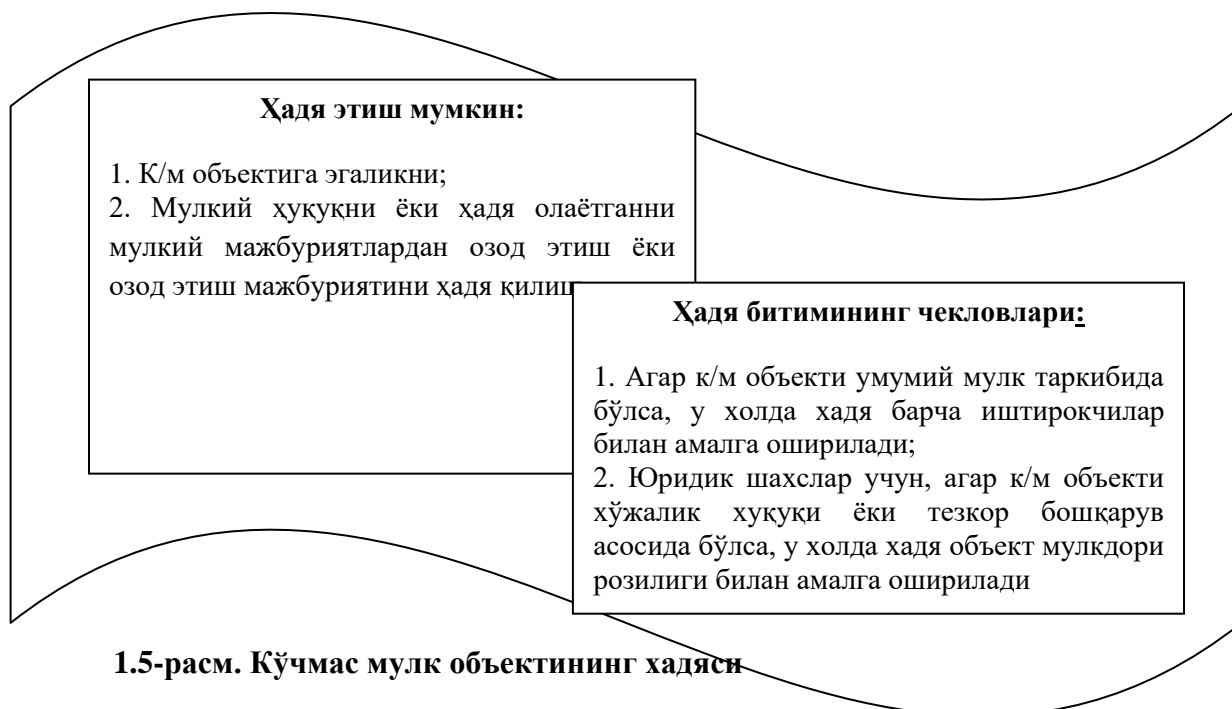 Ҳадя этиш мумкин:
1. К/м объектига эгаликни;
2. Мулкий ҳуқуқни ёки ҳадя олаётганни
мулкий мажбуриятлардан озод этиш ёки
озод этиш мажбуриятини ҳадя қилиш
Ҳадя битимининг чекловлари:
1. Агар к/м объекти умумий мулк таркибида
бўлса, у холда хадя барча иштирокчилар
билан амалга оширилади;
2. Юридик шахслар учун, агар к/м объекти
хўжалик хуқуқи ёки тезкор бошқарув
асосида бўлса, у холда хадя объект мулкдори
розилиги билан амалга оширилади
1.5-расм. Кўчмас мулк объектининг хадяси